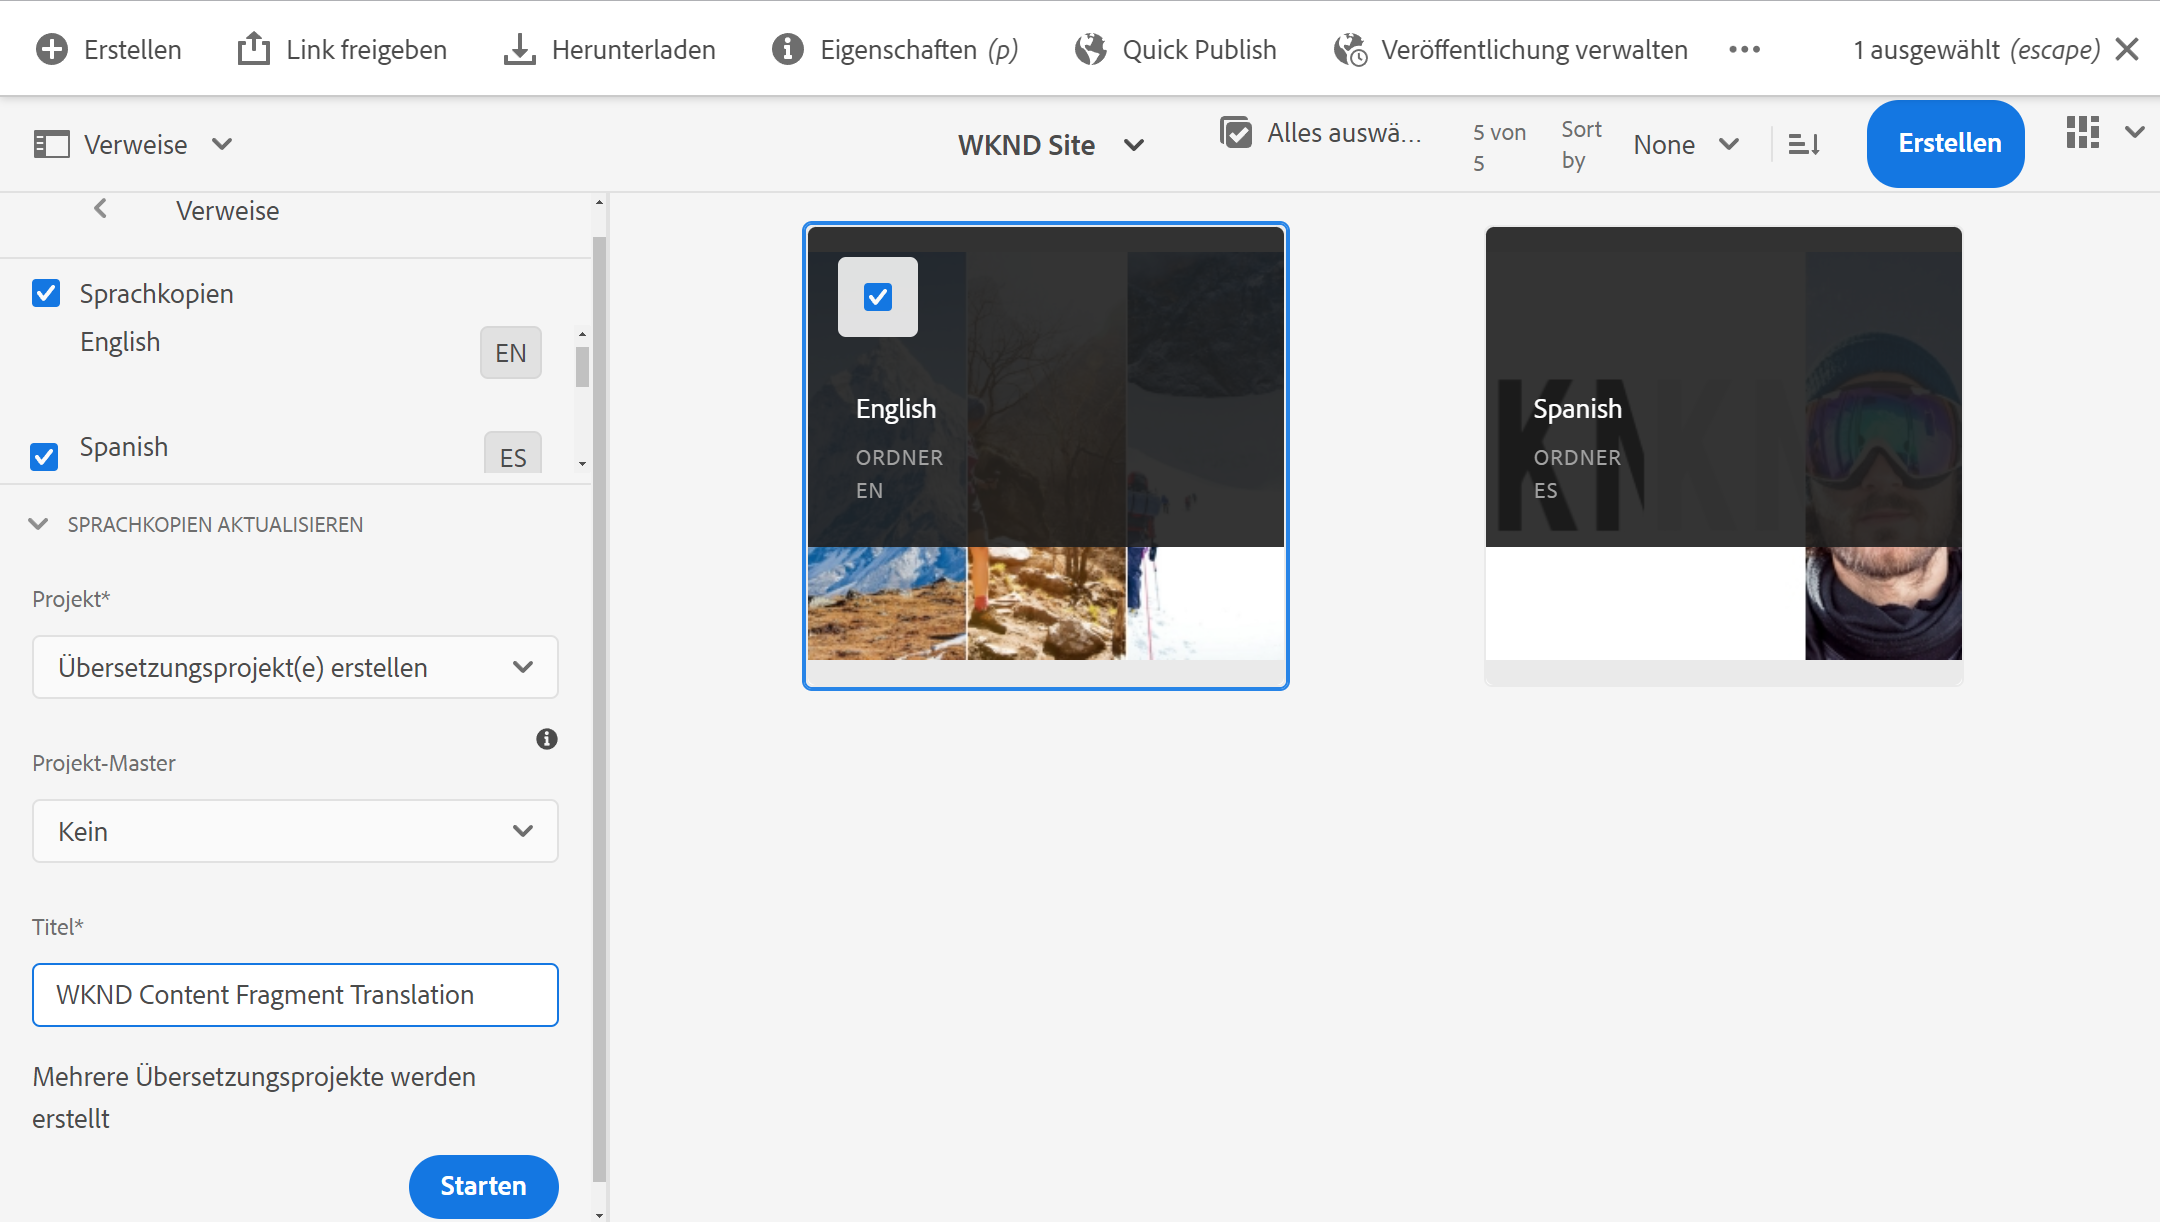 Erstellen
Link freigeben
Herunterladen
Eigenschaften (p)
Quick Publish
Veröffentlichung verwalten
1 ausgewählt (escape)
Verweise
WKND Site
Alles auswä...
5 von
5
Sort
by
None
Erstellen
Verweise
Sprachkopien
English
EN
Spanish
ES
SPRACHKOPIEN AKTUALISIEREN
Projekt*
Übersetzungsprojekt(e) erstellen
Projekt-Master
Kein
Titel*
WKND Content Fragment Translation
Mehrere Übersetzungsprojekte werden
erstellt
Starten
English
ORDNER
EN
Spanish
ORDNER
ES